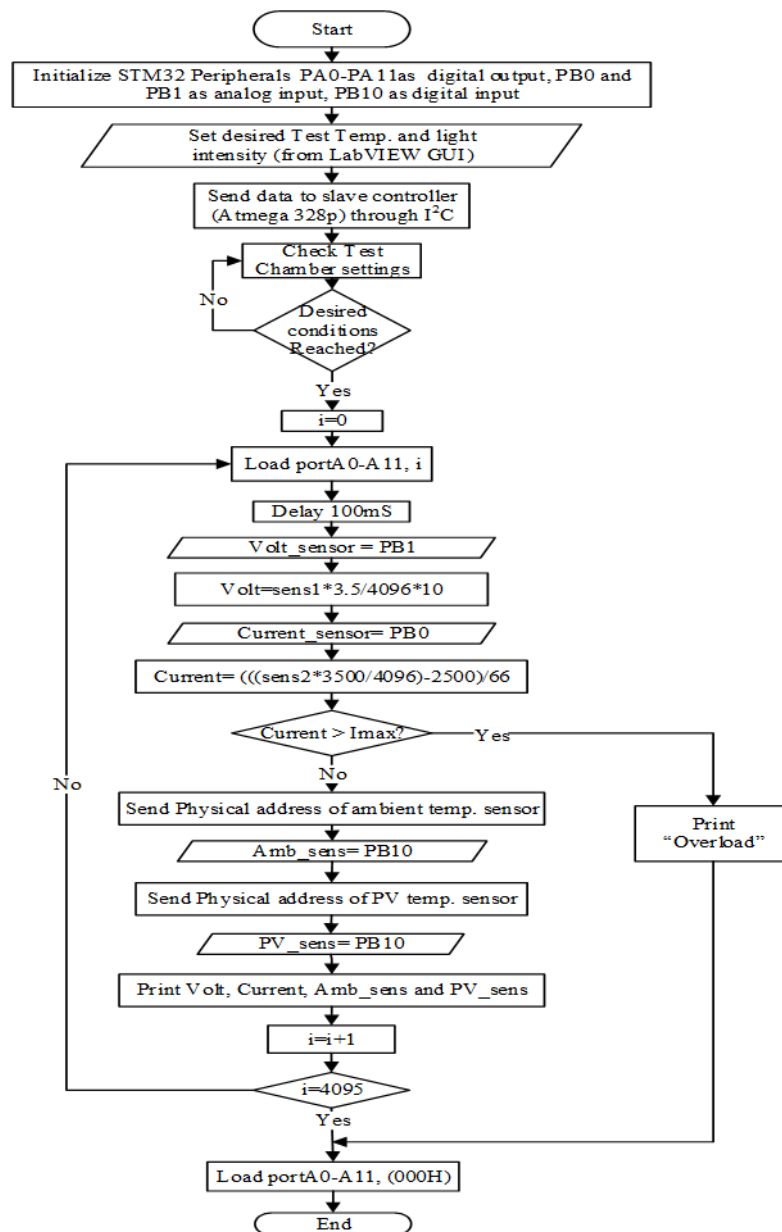 Start
Initialize STM32 Peripherals PA0-PA11as digital output, PB0 and
PB1 as analog input, PB10 as digital input
Set desired Test Temp. and light
intensity (from LabVIEW GUI)
Send data to slave controller
(Atmega 328p) through I²C
Check Test
Chamber settings
No
Desired
conditions
Reached?
Yes
i=0
Load portA0-A11, i
Delay 100mS
Volt_sensor = PB1
Volt=sens1*3.5/4096*10
Current_sensor= PB0
Current= (((sens2*3500/4096)-2500)/66
Current > Imax?
Yes
No
No
Send Physical address of ambient temp. sensor
Print
“Overload”
Amb_sens= PB10
Send Physical address of PV temp. sensor
PV_sens= PB10
Print Volt, Current, Amb_sens and PV_sens
i=i+1
i=4095
Yes
Load portA0-A11, (000H)
End